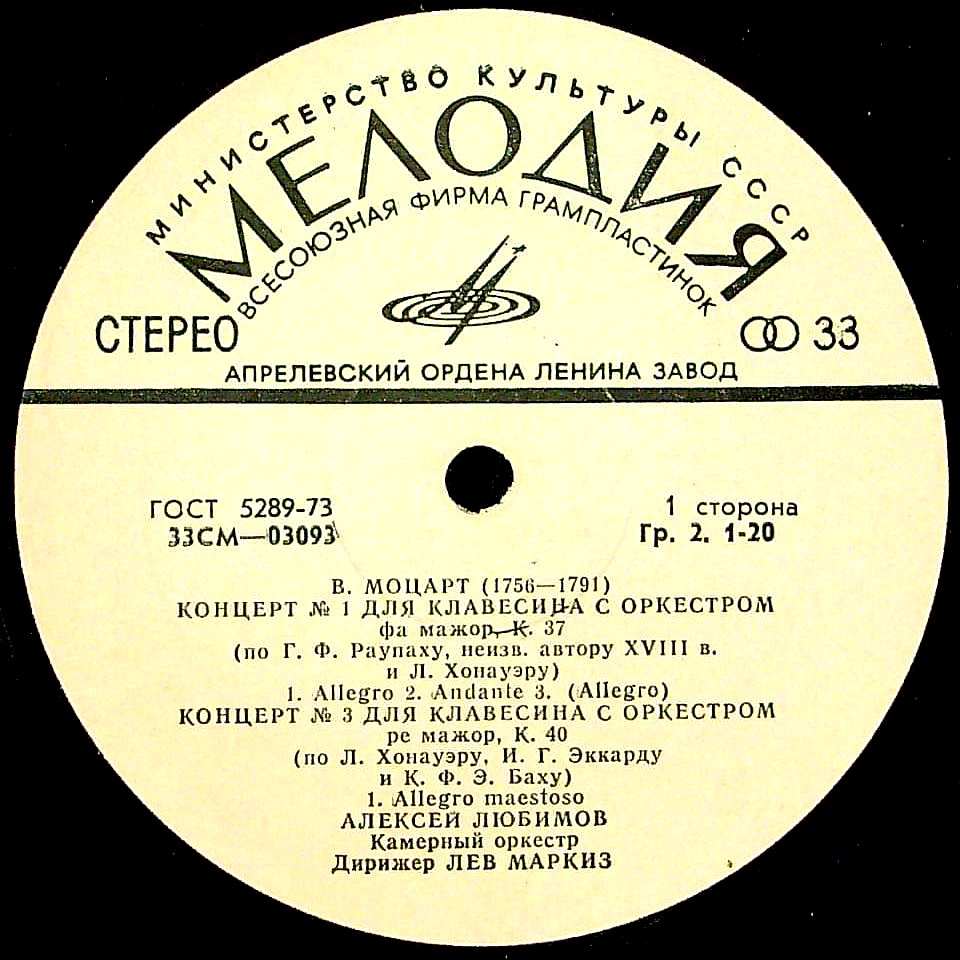 МИНИСТЕРСТВО КУЛЬТУРЫ СССР
МЕЛОДИЯ
ВСЕСОЮЗНАЯ ФИРМА ГРАМПЛАСТИНОК
СТЕРЕО
33
АПРЕЛЕВСКИЙ ОРДЕНА ЛЕНИНА ЗАВОД
ГОСТ 5289-73
1 сторона
33СМ—03093
Гр. 2. 1-20
В. МОЦАРТ (1756—1791)
КОНЦЕРТ № 1 ДЛЯ КЛАВЕСИНА С ОРКЕСТРОМ
фа мажор, К. 37
(по Г. Ф. Раупаху, неизв. автору XVIII в.
и Л. Хонауэру)
1. Allegro 2. Andante 3. (Allegro)
КОНЦЕРТ № 3 ДЛЯ КЛАВЕСИНА С ОРКЕСТРОМ
ре мажор, К. 40
(по Л. Хонауэру, И. Г. Эккарду
и К. Ф. Э. Баху)
1. Allegro maestoso
АЛЕКСЕЙ ЛЮБИМОВ
Камерный оркестр
Дирижер ЛЕВ МАРКИЗ